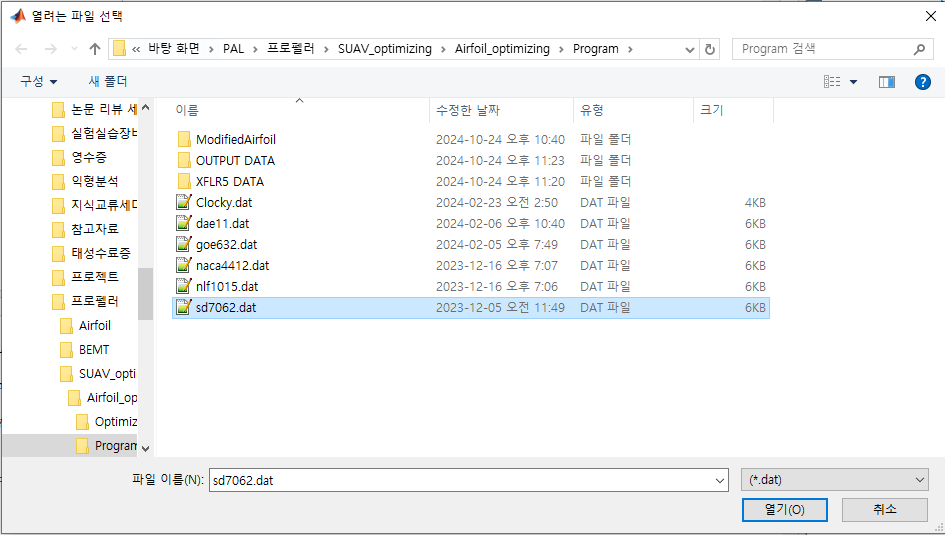 열려는 파일 선택
« 바탕 화면 › PAL › 프로펠러 › SUAV_optimizing › Airfoil_optimizing › Program ›
Program 검색
구성
새 폴더
논문 리뷰 세
실험실습장비
영수증
익형분석
지식교류세미
참고자료
태성수료증
프로젝트
프로펠러
Airfoil
BEMT
SUAV_opti
Airfoil_op
Optimiz
Program
이름 수정한 날짜 유형 크기
ModifiedAirfoil 2024-10-24 오후 10:40 파일 폴더
OUTPUT DATA 2024-10-24 오후 11:23 파일 폴더
XFLR5 DATA 2024-10-24 오후 11:20 파일 폴더
Clocky.dat 2024-02-23 오전 2:50 DAT 파일 4KB
dae11.dat 2024-02-06 오후 10:40 DAT 파일 6KB
goe632.dat 2024-02-05 오후 7:49 DAT 파일 6KB
naca4412.dat 2023-12-16 오후 7:07 DAT 파일 6KB
nlf1015.dat 2023-12-16 오후 7:06 DAT 파일 6KB
sd7062.dat 2023-12-05 오전 11:49 DAT 파일 6KB
파일 이름(N): sd7062.dat (*.dat)
열기(O) 취소